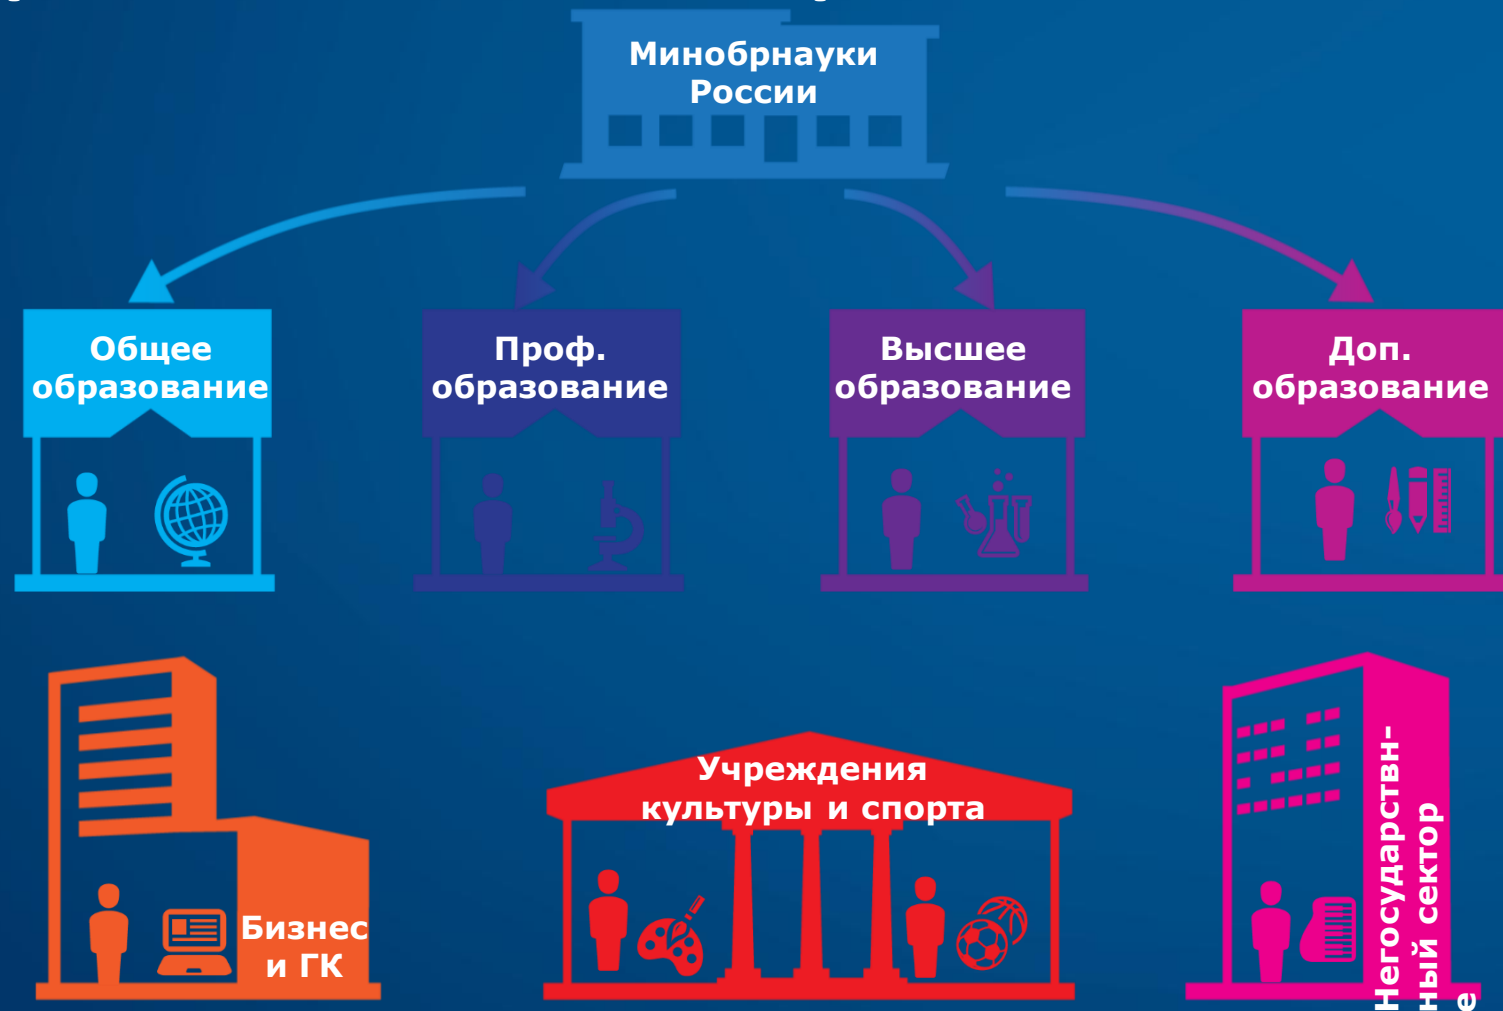 Минобрнауки
России
Общее
образование
Проф.
образование
Высшее
образование
Доп.
образование
Бизнес
и ГК
Учреждения
культуры и спорта
Негосударствн-
ный сектор
е